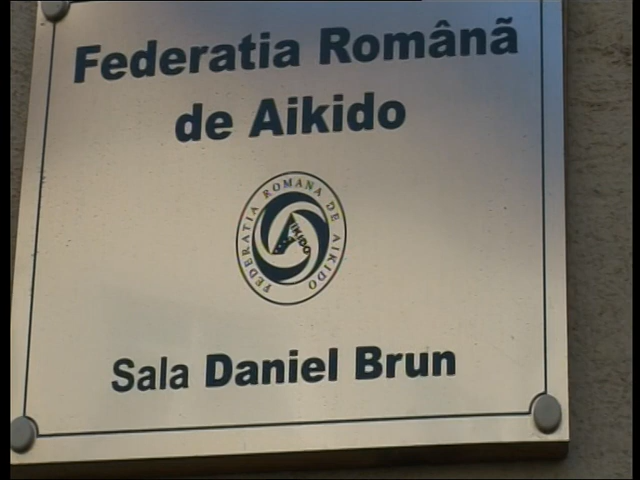 Federatia Românã
de Aikido
FEDERATIA ROMANA DE AIKIDO
AIKIDO
Sala Daniel Brun